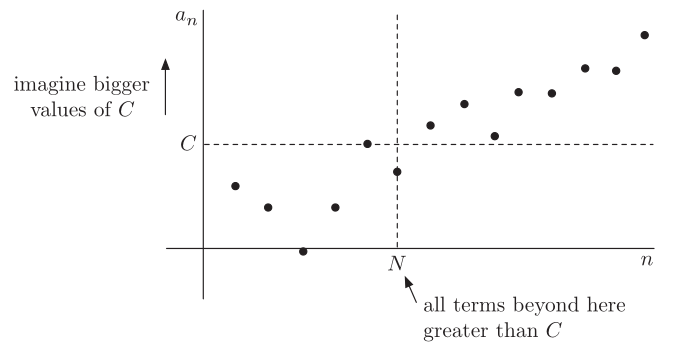 a_n
imagine bigger
values of C
C
N
n
all terms beyond here
greater than C